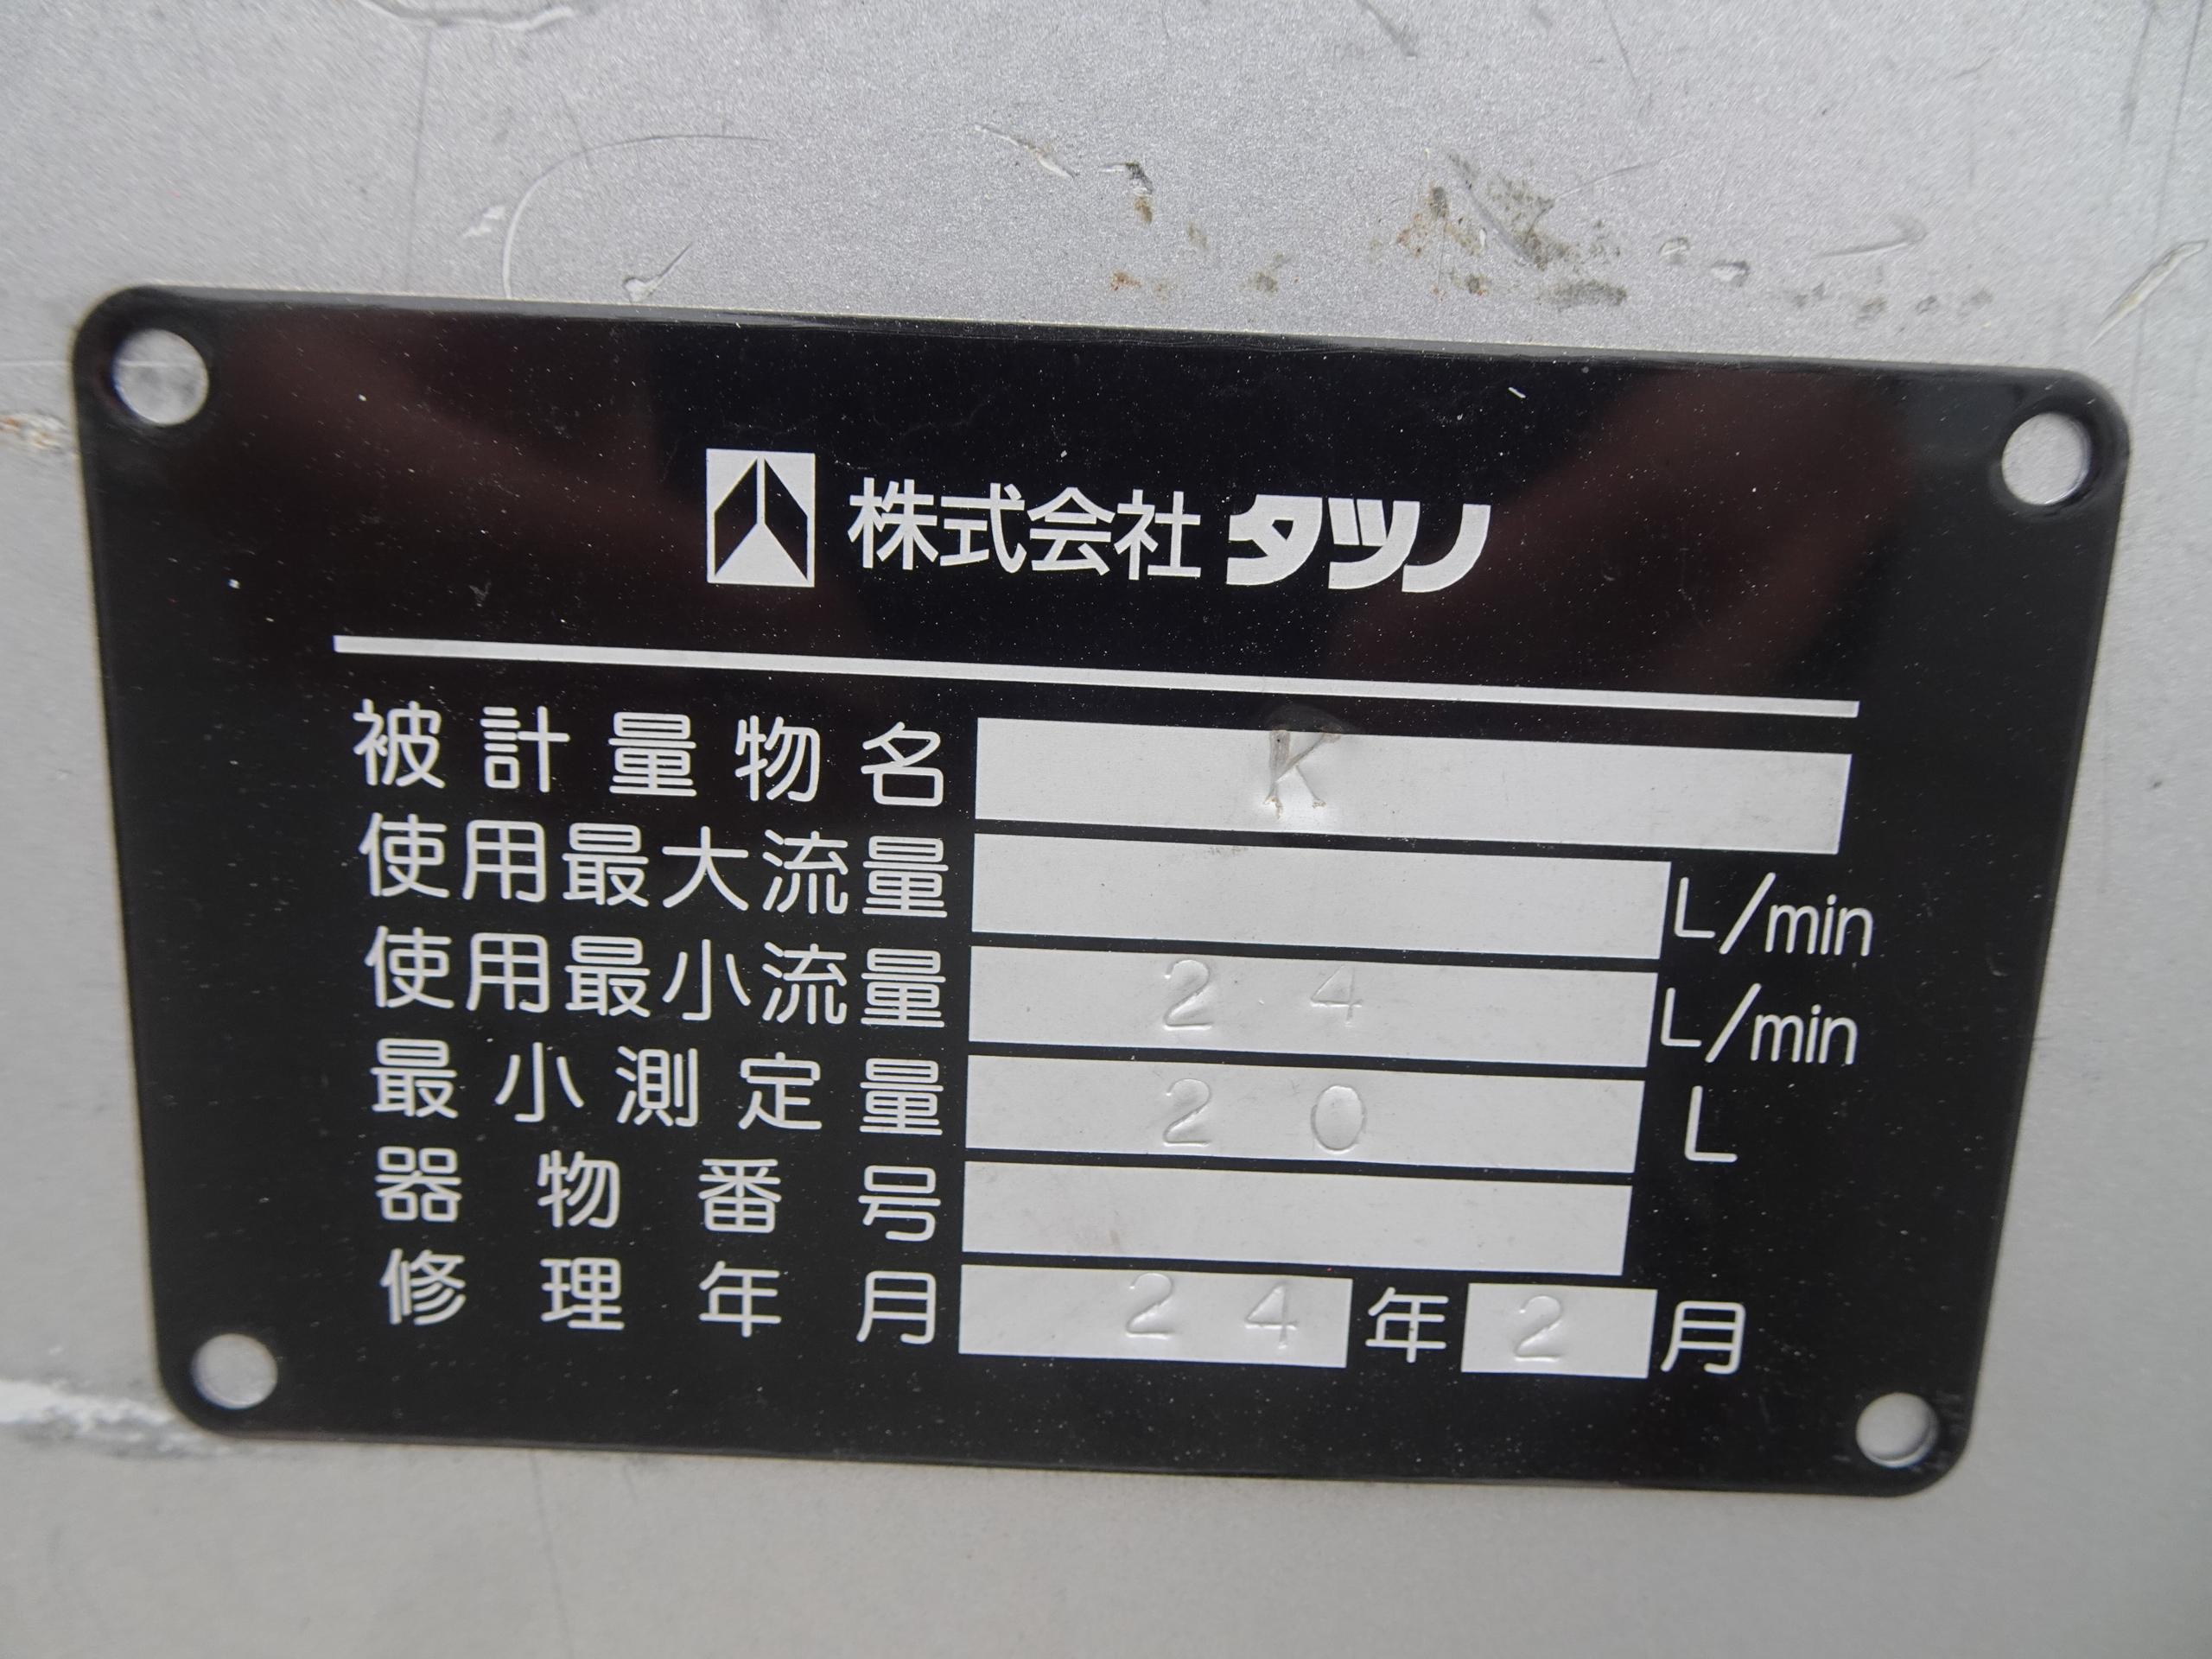 株式会社タツノ
被計量物名 K
使用最大流量 L/min
使用最小流量 24 L/min
最小測定量 20 L
器物番号
修理年月 24年2月